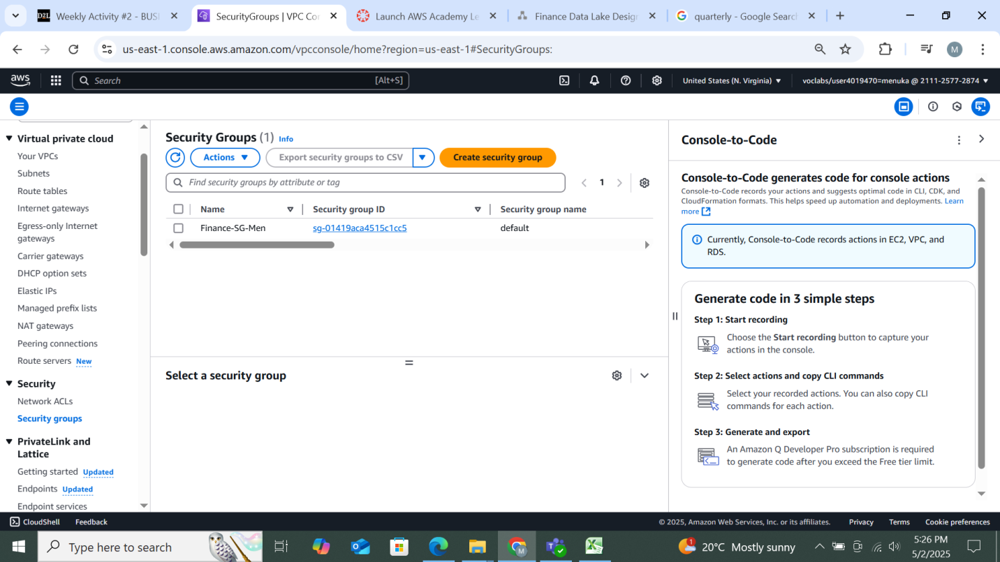 Weekly Activity #2 - BUSI
SecurityGroups | VPC Con
Launch AWS Academy Le
Finance Data Lake Design
quarterly - Google Search
us-east-1.console.aws.amazon.com/vpcconsole/home?region=us-east-1#SecurityGroups:
M
aws
Search
[Alt+S]
United States (N. Virginia)
voclabs/user4019470=menuka @ 2111-2577-2874
Virtual private cloud
Your VPCs
Subnets
Route tables
Internet gateways
Egress-only Internet
gateways
Carrier gateways
DHCP option sets
Elastic IPs
Managed prefix lists
NAT gateways
Peering connections
Route servers New
Security
Network ACLs
Security groups
PrivateLink and
Lattice
Getting started Updated
Endpoints Updated
Endpoint services
Security Groups (1) Info
Actions
Export security groups to CSV
Create security group
Find security groups by attribute or tag
1
Name
Security group ID
Security group name
Finance-SG-Men
sg-01419aca4515c1cc5
default
Select a security group
Console-to-Code
Console-to-Code generates code for console actions
Console-to-Code records your actions and suggests optimal code in CLI, CDK, and
CloudFormation formats. This helps speed up automation and deployments. Learn
more
Currently, Console-to-Code records actions in EC2, VPC, and
RDS.
Generate code in 3 simple steps
Step 1: Start recording
Choose the Start recording button to capture your
actions in the console.
Step 2: Select actions and copy CLI commands
Select your recorded actions. You can also copy CLI
commands for each action.
Step 3: Generate and export
An Amazon Q Developer Pro subscription is required
to generate code after you exceed the Free tier limit.
CloudShell
Feedback
© 2025, Amazon Web Services, Inc. or its affiliates.
Privacy
Terms
Cookie preferences
Type here to search
1
20°C Mostly sunny
5:26 PM
5/2/2025